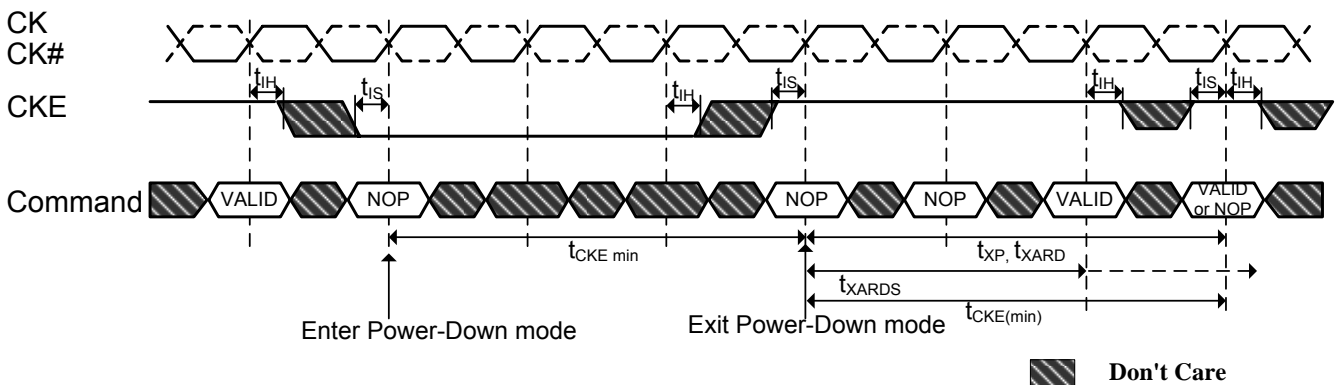 CK
CK#
tIH
tIS
tIH
tIS
tIH
tIS
tIH
CKE
Command
VALID
NOP
NOP
NOP
VALID
VALID or NOP
tCKE min
tXP, tXARD
tXARDS
tCKE(min)
Enter Power-Down mode
Exit Power-Down mode
Don't Care